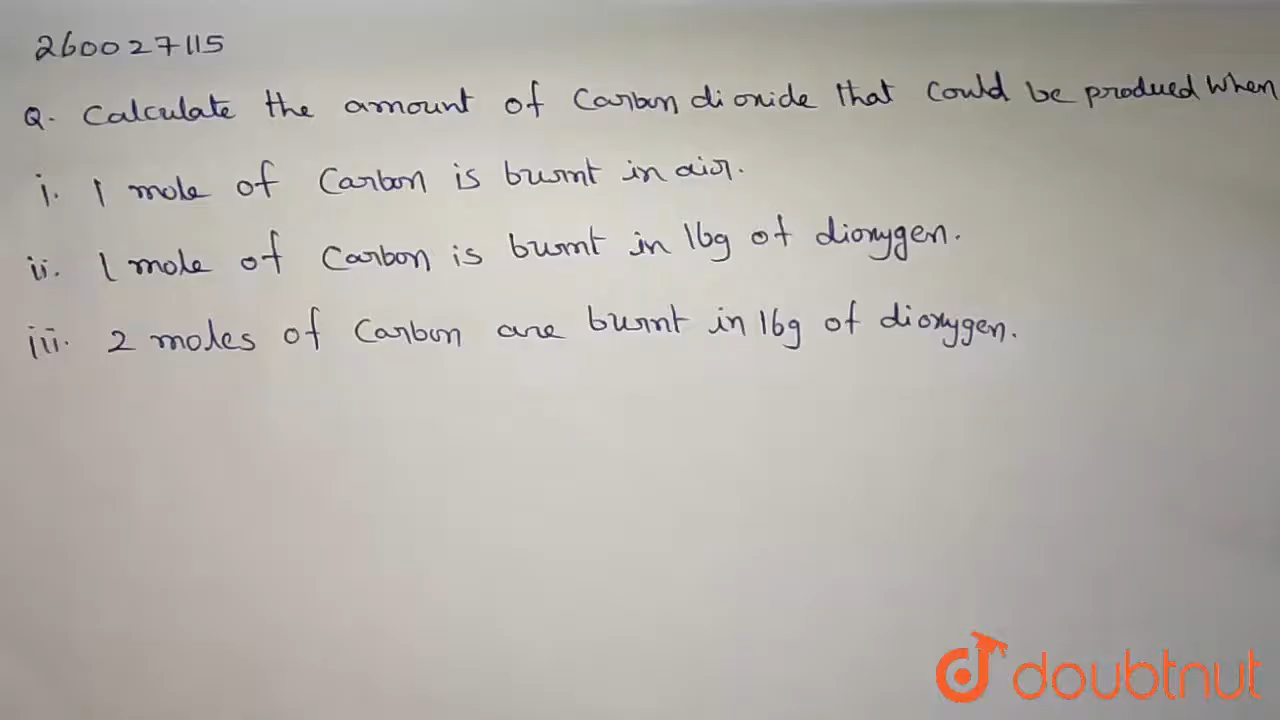 260027115
Q. Calculate the amount of Carbon dioxide that could be produced when
i. 1 mole of Carbon is burnt in air.
ii. 1 mole of Carbon is burnt in 16g of dioxygen.
iii. 2 moles of Carbon are burnt in 16g of dioxygen.
doubtnut